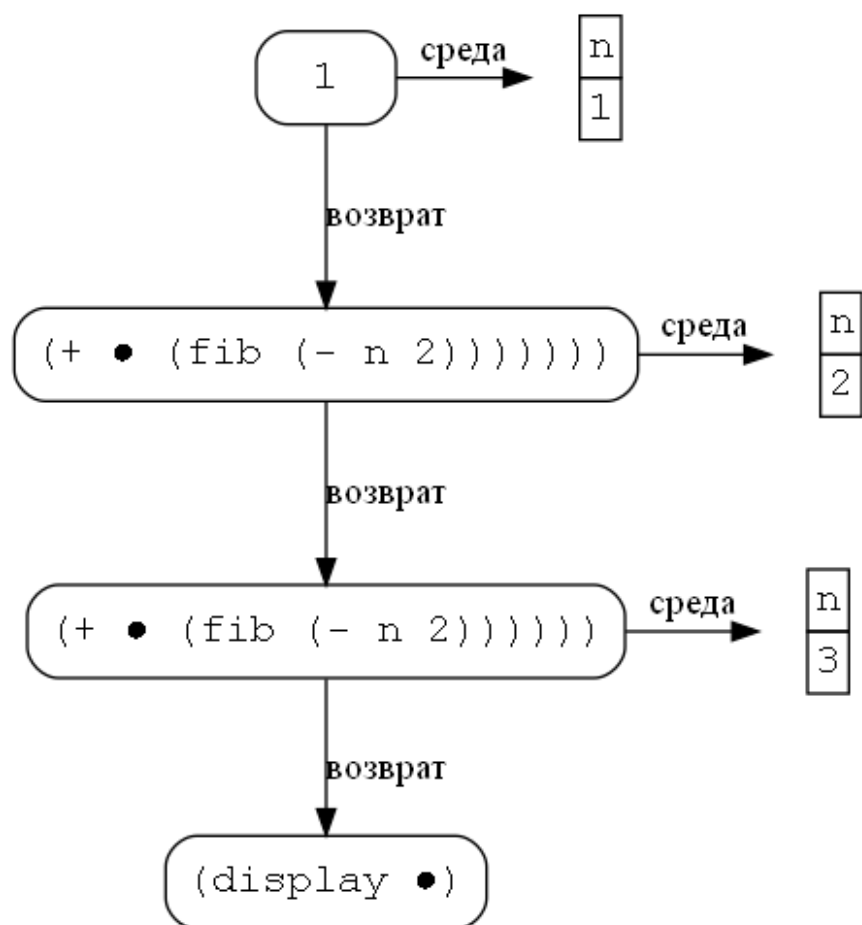 1 среда n
1
возврат
(+ ● (fib (- n 2))))))) среда n
2
возврат
(+ ● (fib (- n 2)))))) среда n
3
возврат
(display ●)